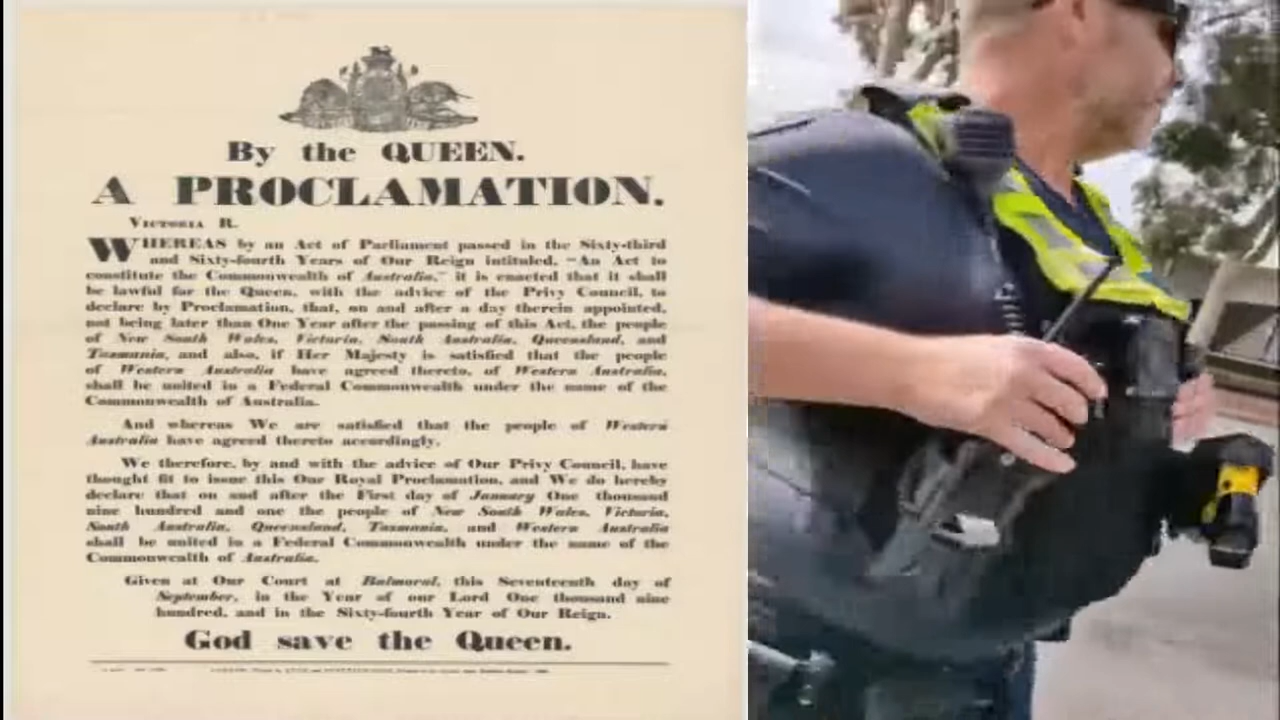 By the QUEEN.
A PROCLAMATION.
VICTORIA R.
WHEREAS by an Act of Parliament passed in the Sixty-third
and Sixty-fourth Years of Our Reign intituled, "An Act to
constitute the Commonwealth of Australia," it is enacted that it shall
be lawful for the Queen, with the advice of the Privy Council, to
declare by Proclamation, that, on and after a day therein appointed,
not being later than One Year after the passing of this Act, the people
of New South Wales, Victoria, South Australia, Queensland, and
Tasmania, and also, if Her Majesty is satisfied that the people
of Western Australia have agreed thereto, of Western Australia,
shall be united in a Federal Commonwealth under the name of the
Commonwealth of Australia.
And whereas We are satisfied that the people of Western
Australia have agreed thereto accordingly.
We therefore, by and with the advice of Our Privy Council, have
thought fit to issue this Our Royal Proclamation, and We do hereby
declare that on and after the First day of January One thousand
nine hundred and one the people of New South Wales, Victoria,
South Australia, Queensland, Tasmania, and Western Australia
shall be united in a Federal Commonwealth under the name of the
Commonwealth of Australia.
Given at Our Court at Balmoral, this Seventeenth day of
September, in the Year of our Lord One thousand nine
hundred, and in the Sixty-fourth Year of Our Reign.
God save the Queen.